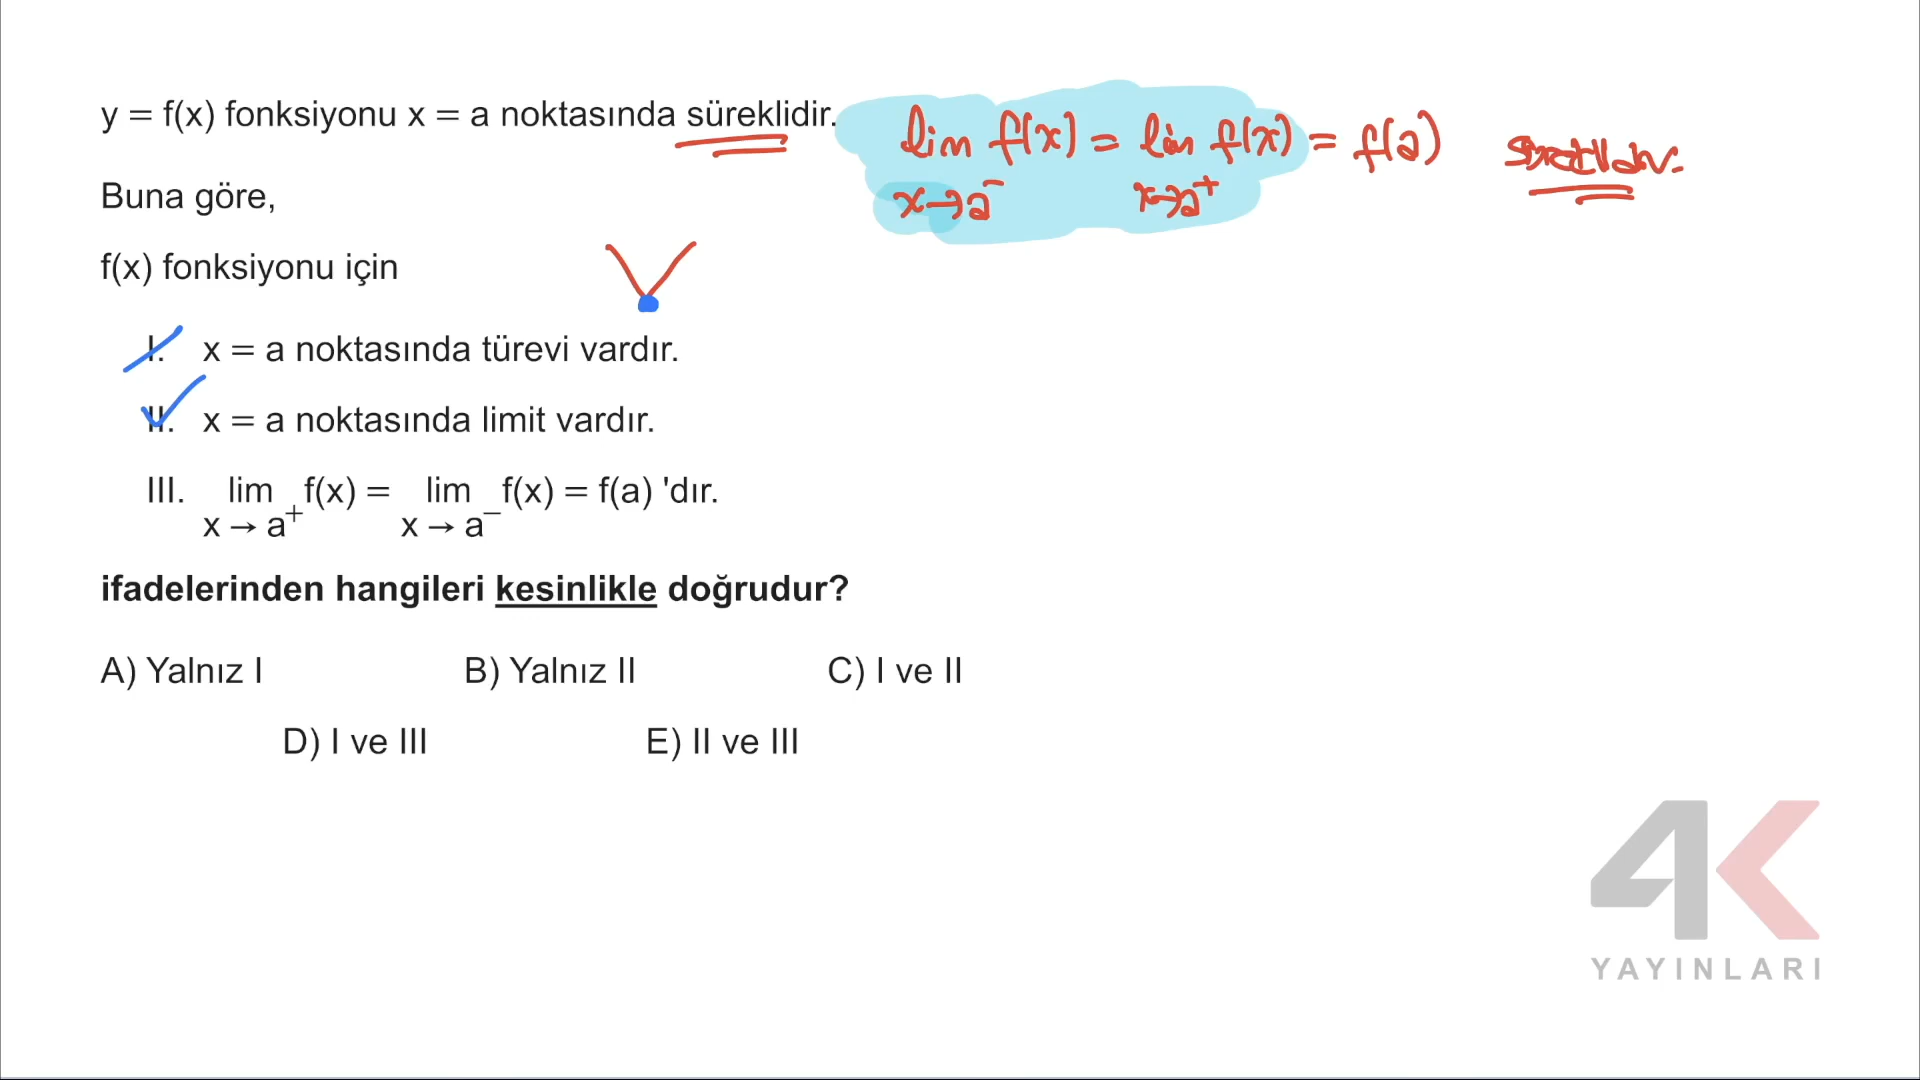 y = f(x) fonksiyonu x = a noktasında süreklidir.
lim f(x) = lim f(x) = f(a)
x→a⁻ x→a⁺
Buna göre,
f(x) fonksiyonu için
I. x = a noktasında türevi vardır.
II. x = a noktasında limit vardır.
III. lim f(x) = lim f(x) = f(a) 'dır.
x → a⁺ x → a⁻
ifadelerinden hangileri kesinlikle doğrudur?
A) Yalnız I B) Yalnız II C) I ve II
D) I ve III E) II ve III
4K
YAYINLARI